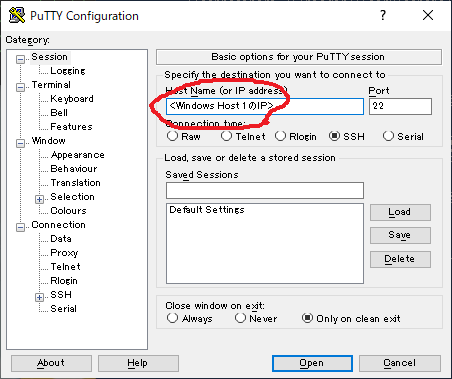 PuTTY Configuration
Category:
Session
Logging
Terminal
Keyboard
Bell
Features
Window
Appearance
Behaviour
Translation
Selection
Colours
Connection
Data
Proxy
Telnet
Rlogin
SSH
Serial
Basic options for your PuTTY session
Specify the destination you want to connect to
Host Name (or IP address) Port
<Windows Host 1のIP> 22
Connection type:
Raw Telnet Rlogin SSH Serial
Load, save or delete a stored session
Saved Sessions
Default Settings
Load
Save
Delete
Close window on exit:
Always Never Only on clean exit
About Help Open Cancel